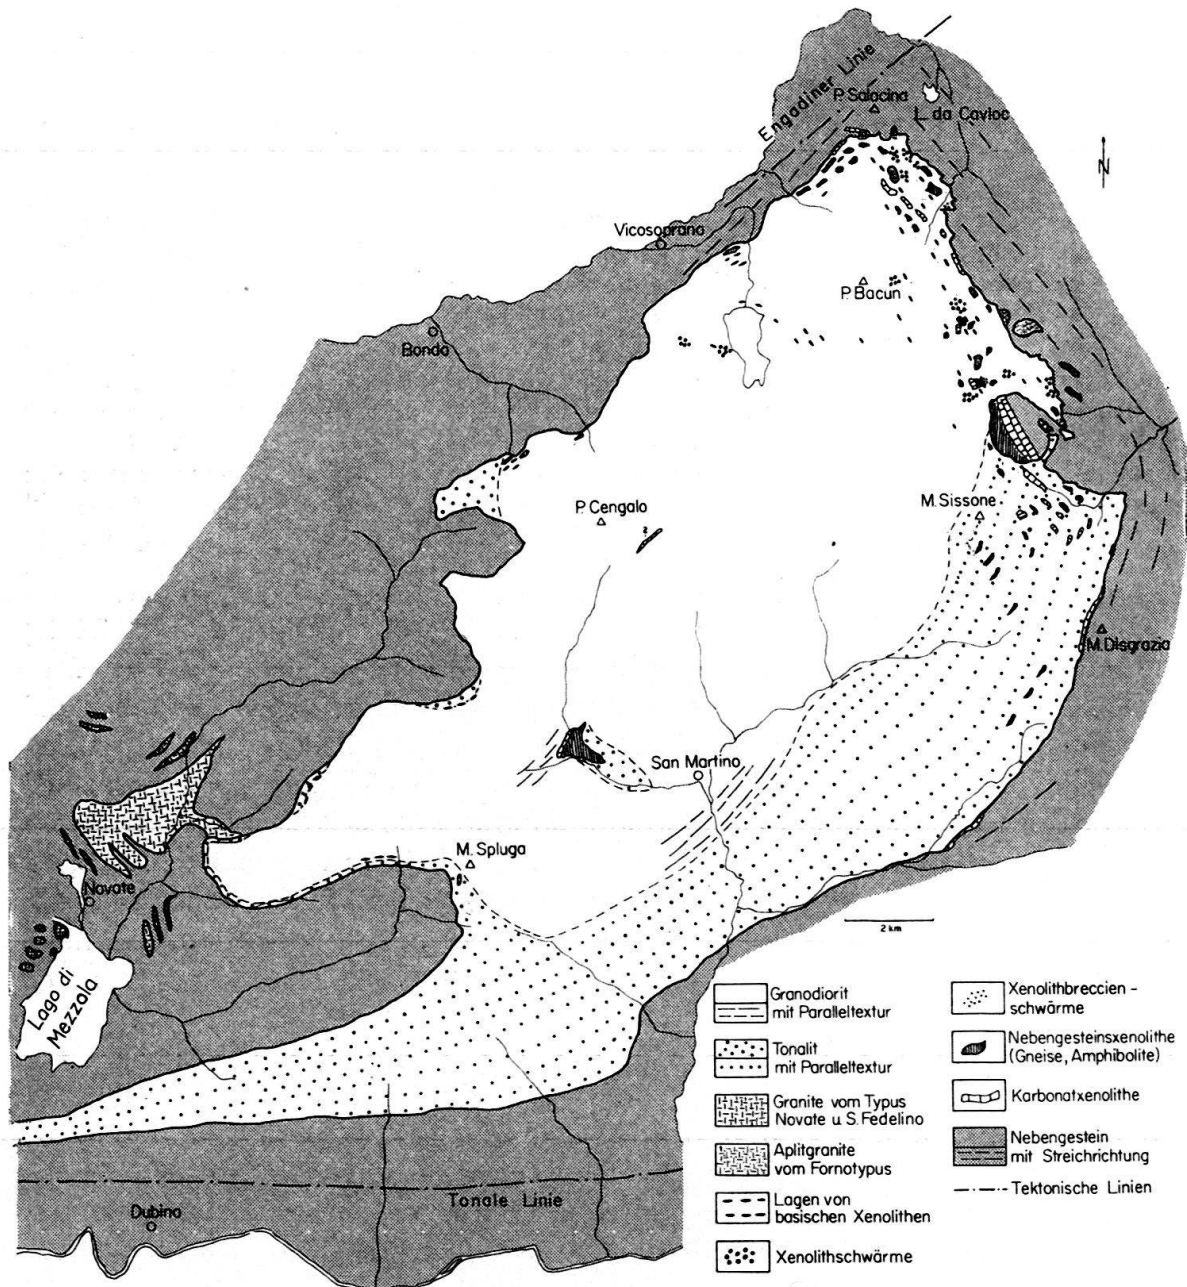 Engadiner Linie
P. Salacina
L. da Cavloc
N
Vicosoprano
P. Bacun
Bondo
P. Cengalo
M. Sissone
M. Disgrazia
San Martino
M. Spluga
Novate
Lago di
Mezzala
2 km
Tonale Linie
Dubino
Granodiorit
mit Paralleltextur
Tonalit
mit Paralleltextur
Granite vom Typus
Novate u S. Fedelino
Aplitgranite
vom Fornotypus
Lagen von
basischen Xenolithen
Xenolithschwärme
Xenolithbreccien -
schwärme
Nebengesteinsxenolithe
(Gneise, Amphibolite)
Karbonatxenolithe
Nebengestein
mit Streichrichtung
Tektonische Linien